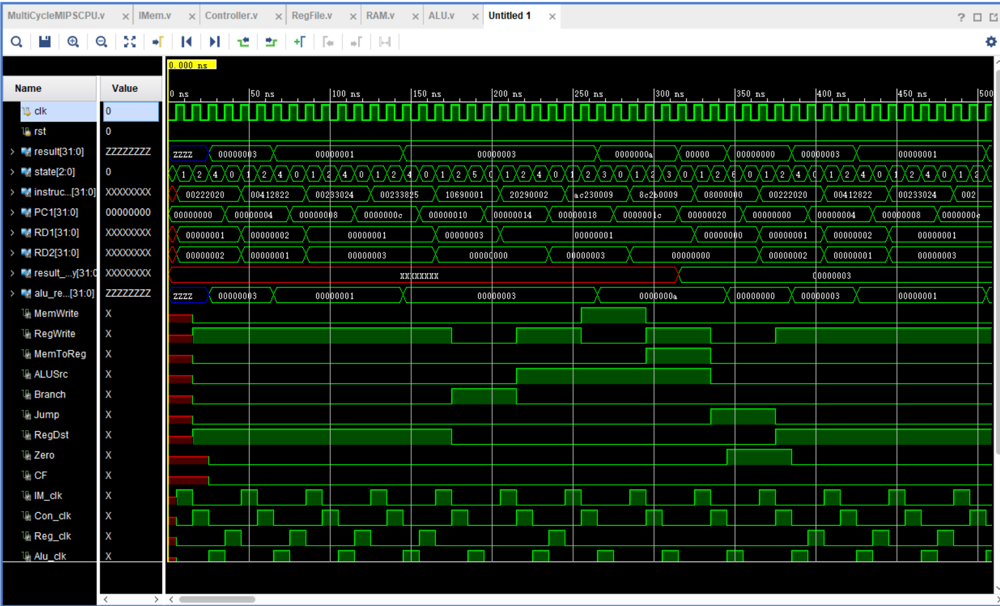 MultiCycleMIPSCPU.v × IMem.v × Controller.v × RegFile.v × RAM.v × ALU.v × Untitled 1 ×
0.000 ns
Name Value 0 ns 50 ns 100 ns 150 ns 200 ns 250 ns 300 ns 350 ns 400 ns 450 ns 500
clk 0
rst 0
result[31:0] ZZZZZZZZ ZZZZ 00000003 00000001 00000003 0000000a 00000 00000000 00000003 00000001
state[2:0] 0 1 2 4 0 1 2 4 0 1 2 4 0 1 2 4 0 1 2 5 0 1 2 4 0 1 2 3 0 1 2 3 0 1 2 6 0 1 2 4 0 1 2 4 0 1 2 4 0 1 2
instruc...[31:0] XXXXXXXX 00222020 00412822 00233024 00233825 10690001 20290002 ac230009 8c2b0009 08000000 00222020 00412822 00233024 002
PC1[31:0] 00000000 00000000 00000004 00000008 0000000c 00000010 00000014 00000018 0000001c 00000020 00000000 00000004 00000008 0000000c
RD1[31:0] XXXXXXXX 00000001 00000002 00000001 00000003 00000001 00000000 00000001 00000002 00000001
RD2[31:0] XXXXXXXX 00000002 00000001 00000003 00000000 00000003 00000000 00000002 00000001 00000003
result_...y[31:0 XXXXXXXX XXXXXXXX 00000003
alu_re...[31:0] ZZZZZZZZ ZZZZ 00000003 00000001 00000003 0000000a 00000000 00000003 00000001
MemWrite X
RegWrite X
MemToReg X
ALUSrc X
Branch X
Jump X
RegDst X
Zero X
CF X
IM_clk X
Con_clk X
Reg_clk X
Alu_clk X